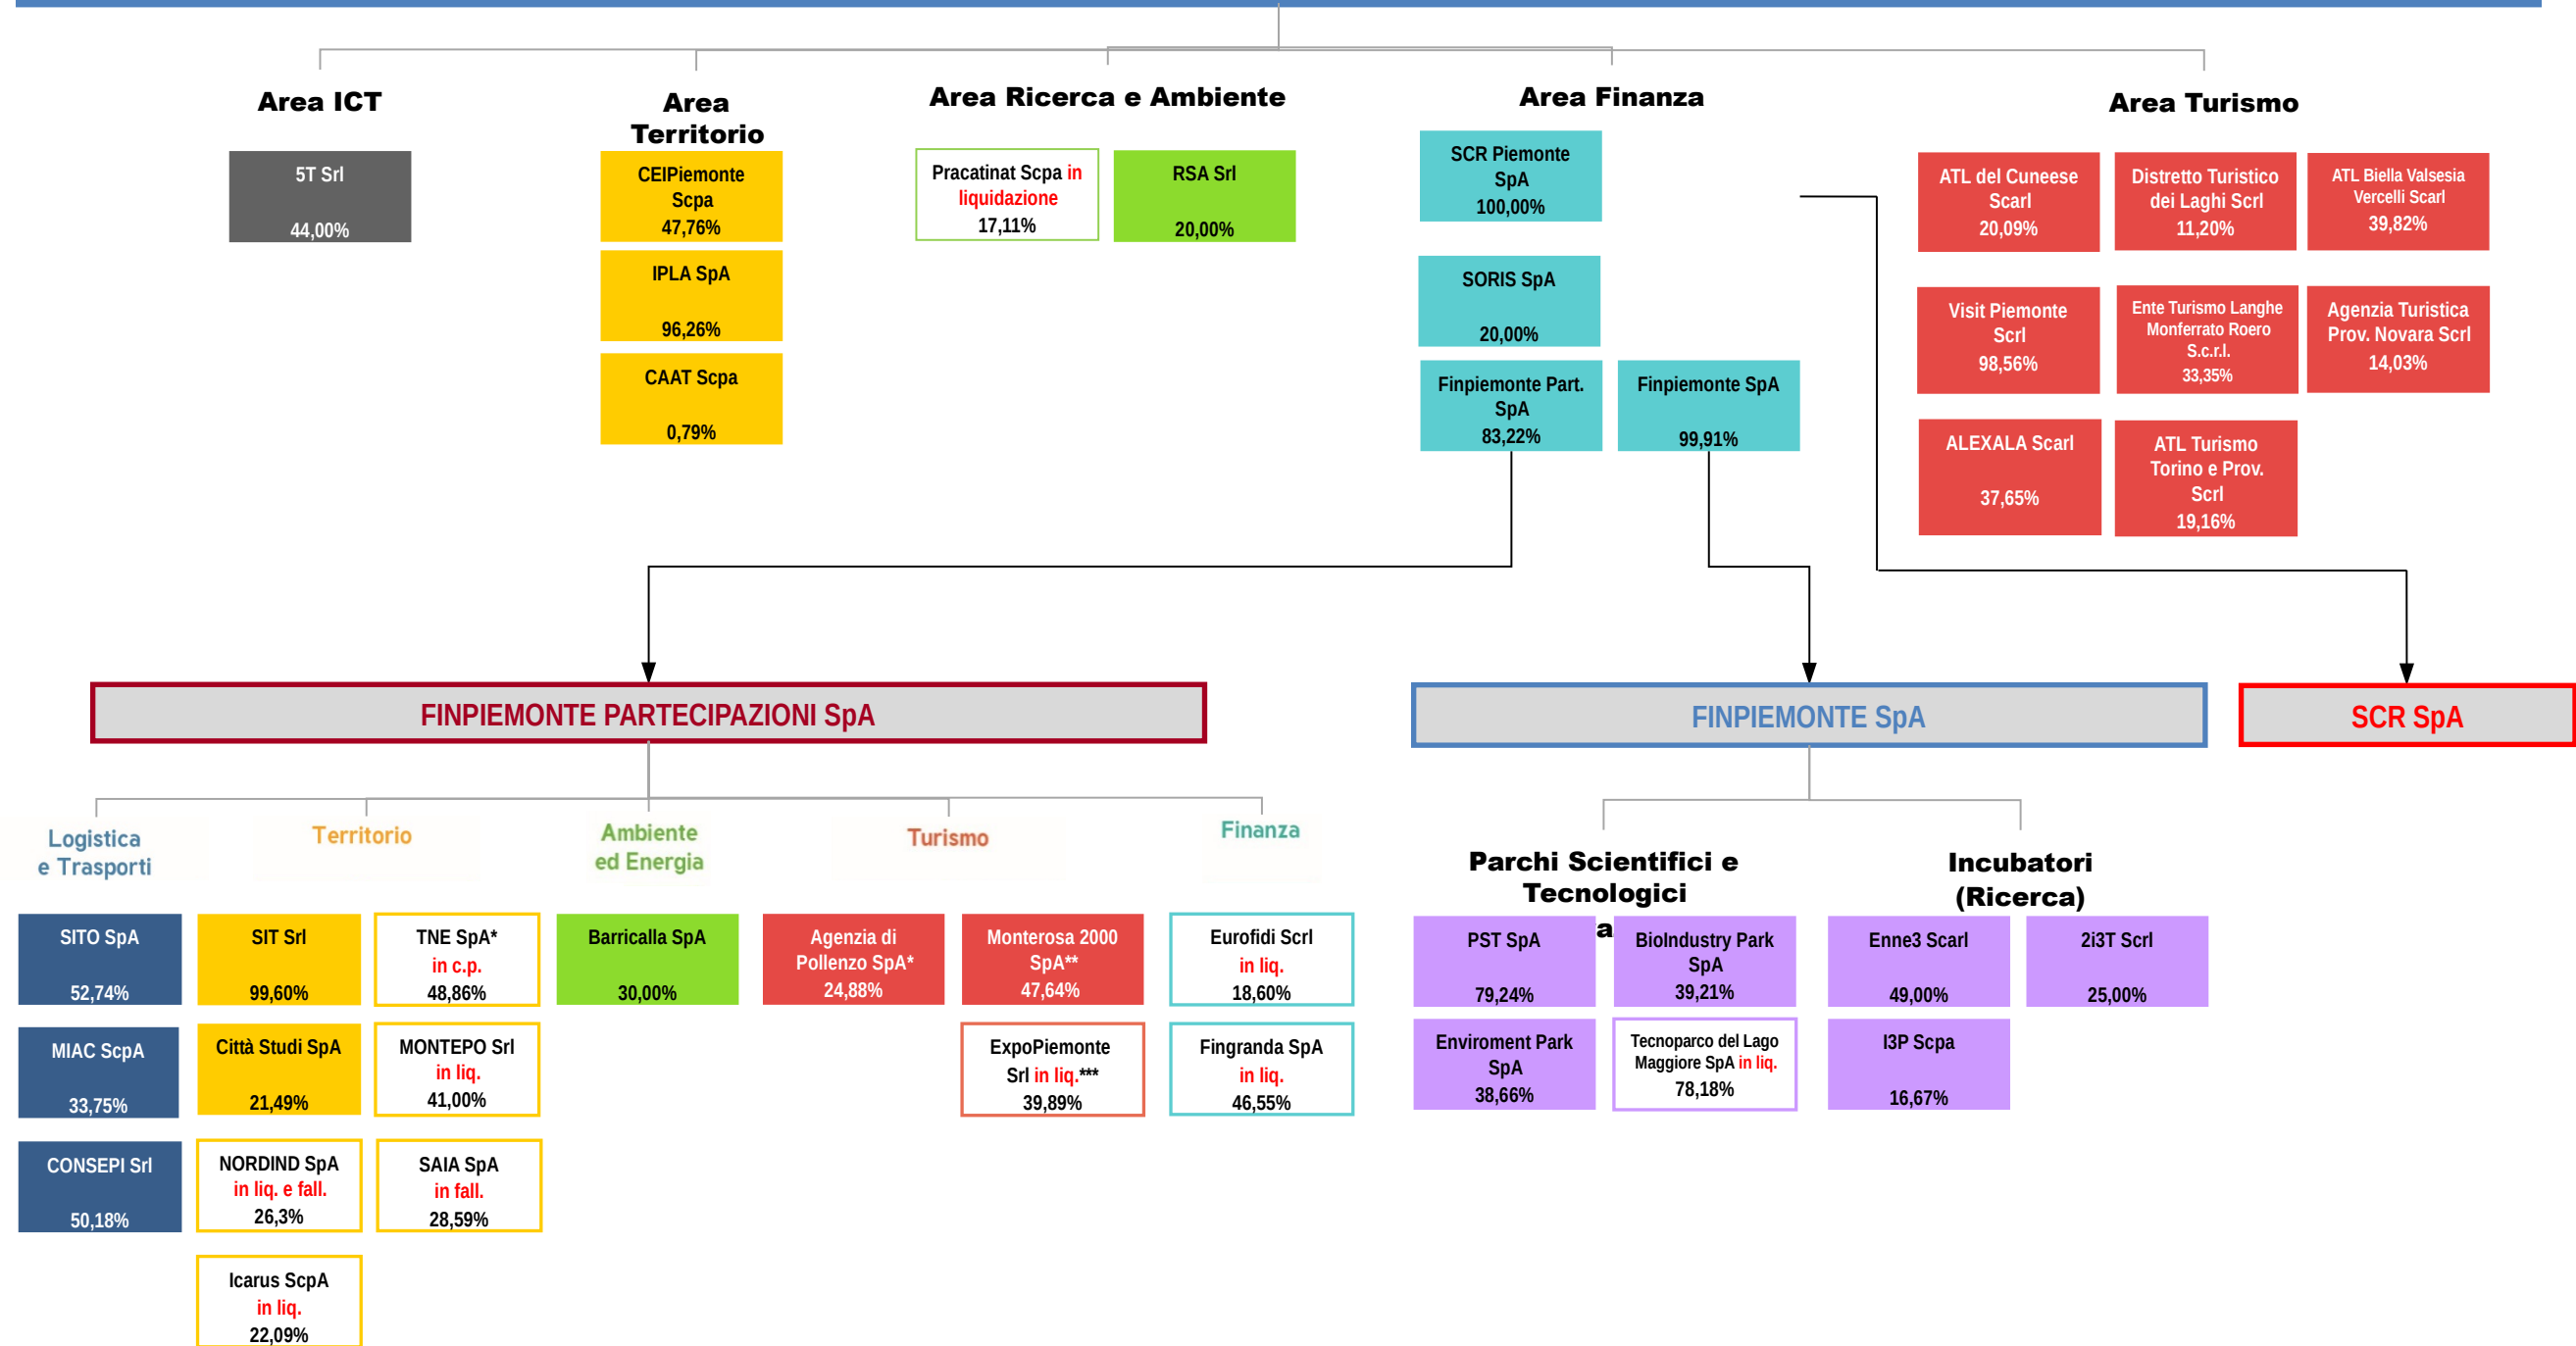 Area ICT
5T Srl
44,00%
Area
Territorio
CEIPiemonte
Scpa
47,76%
IPLA SpA
96,26%
CAAT Scpa
0,79%
Area Ricerca e Ambiente
Pracatinat Scpa in
liquidazione
17,11%
RSA Srl
20,00%
Area Finanza
SCR Piemonte
SpA
100,00%
SORIS SpA
20,00%
Finpiemonte Part.
SpA
83,22%
Finpiemonte SpA
99,91%
Area Turismo
ATL del Cuneese
Scarl
20,09%
Distretto Turistico
dei Laghi Scrl
11,20%
ATL Biella Valsesia
Vercelli Scarl
39,82%
Visit Piemonte
Scrl
98,56%
Ente Turismo Langhe
Monferrato Roero
S.c.r.l.
33,35%
Agenzia Turistica
Prov. Novara Scrl
14,03%
ALEXALA Scarl
37,65%
ATL Turismo
Torino e Prov.
Scrl
19,16%
FINPIEMONTE PARTECIPAZIONI SpA
FINPIEMONTE SpA
SCR SpA
Logistica
e Trasporti
SITO SpA
52,74%
MIAC ScpA
33,75%
CONSEPI Srl
50,18%
Territorio
SIT Srl
99,60%
TNE SpA*
in c.p.
48,86%
Città Studi SpA
21,49%
MONTEPO Srl
in liq.
41,00%
NORDIND SpA
in liq. e fall.
26,3%
SAIA SpA
in fall.
28,59%
Icarus ScpA
in liq.
22,09%
Ambiente
ed Energia
Barricalla SpA
30,00%
Turismo
Agenzia di
Pollenzo SpA*
24,88%
Monterosa 2000
SpA**
47,64%
ExpoPiemonte
Srl in liq.***
39,89%
Finanza
Eurofidi Scrl
in liq.
18,60%
Fingranda SpA
in liq.
46,55%
Parchi Scientifici e
Tecnologici
PST SpA
79,24%
BioIndustry Park
SpA
39,21%
Enviroment Park
SpA
38,66%
Tecnoparco del Lago
Maggiore SpA in liq.
78,18%
Incubatori
(Ricerca)
Enne3 Scarl
49,00%
2i3T Scrl
25,00%
I3P Scpa
16,67%